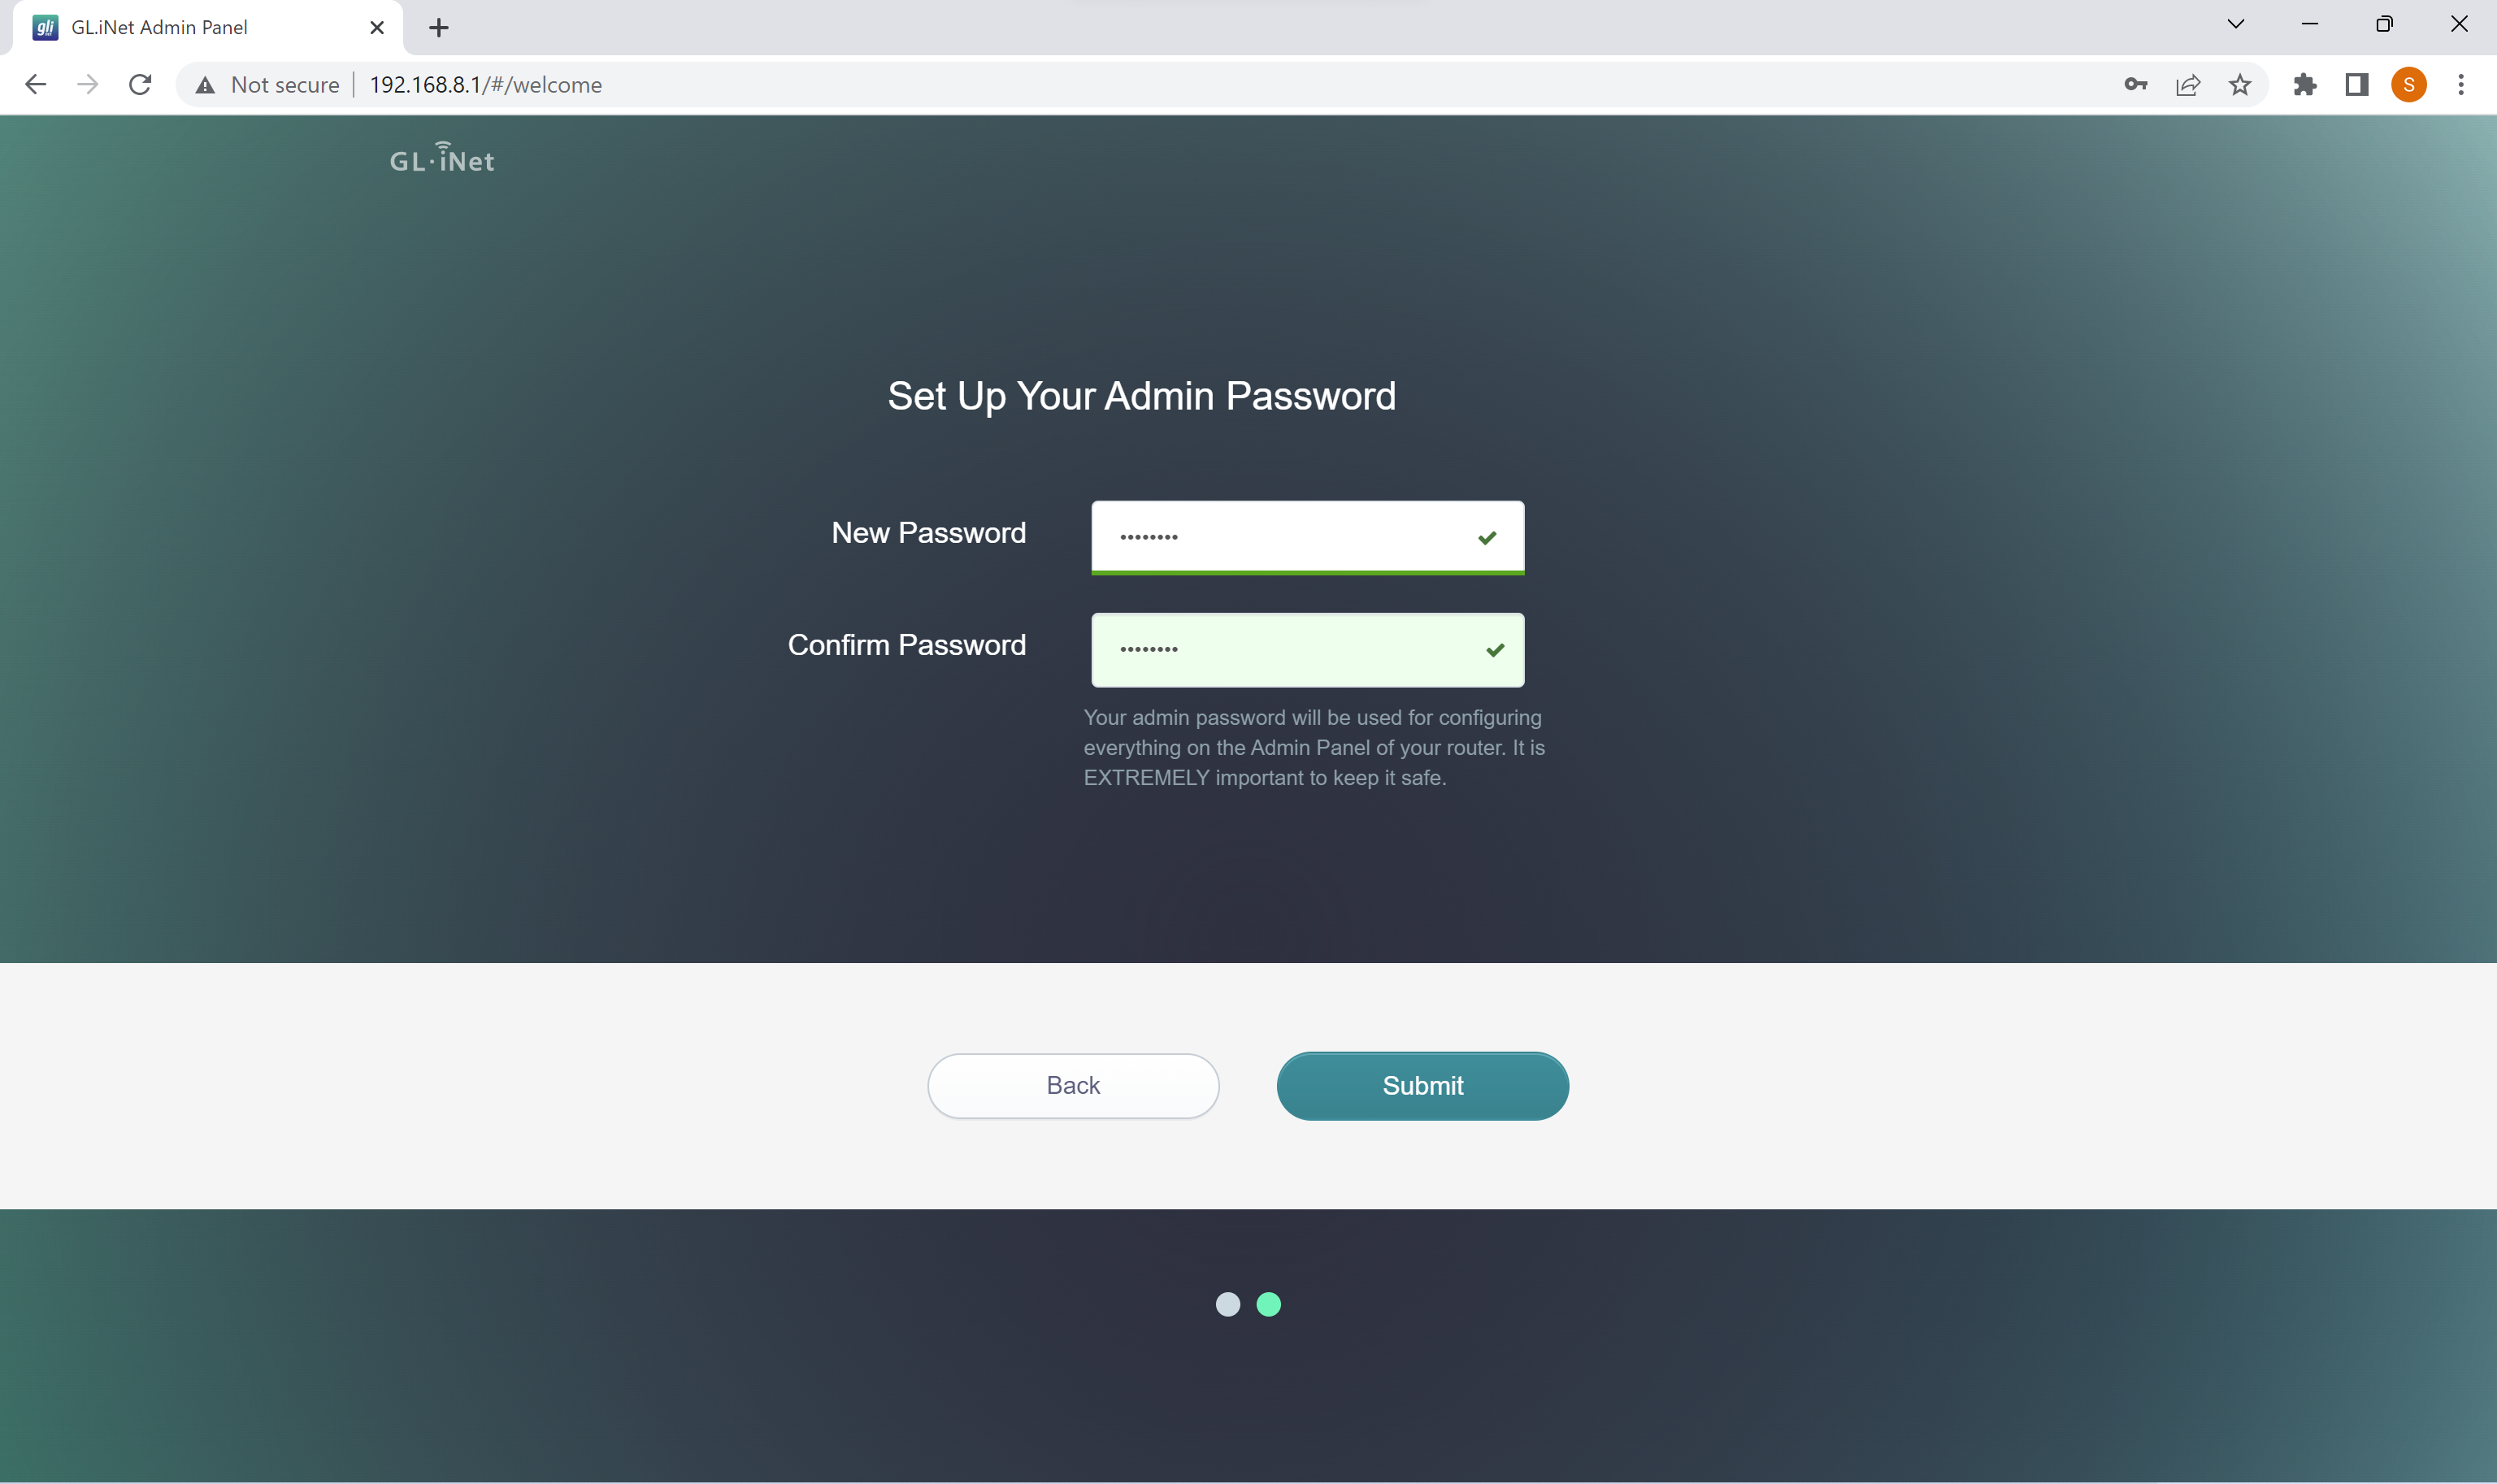 gli
GL.iNet Admin Panel
Not secure
192.168.8.1/#/welcome
S
GL·iNet
Set Up Your Admin Password
New Password
••••••••
Confirm Password
••••••••
Your admin password will be used for configuring
everything on the Admin Panel of your router. It is
EXTREMELY important to keep it safe.
Back
Submit